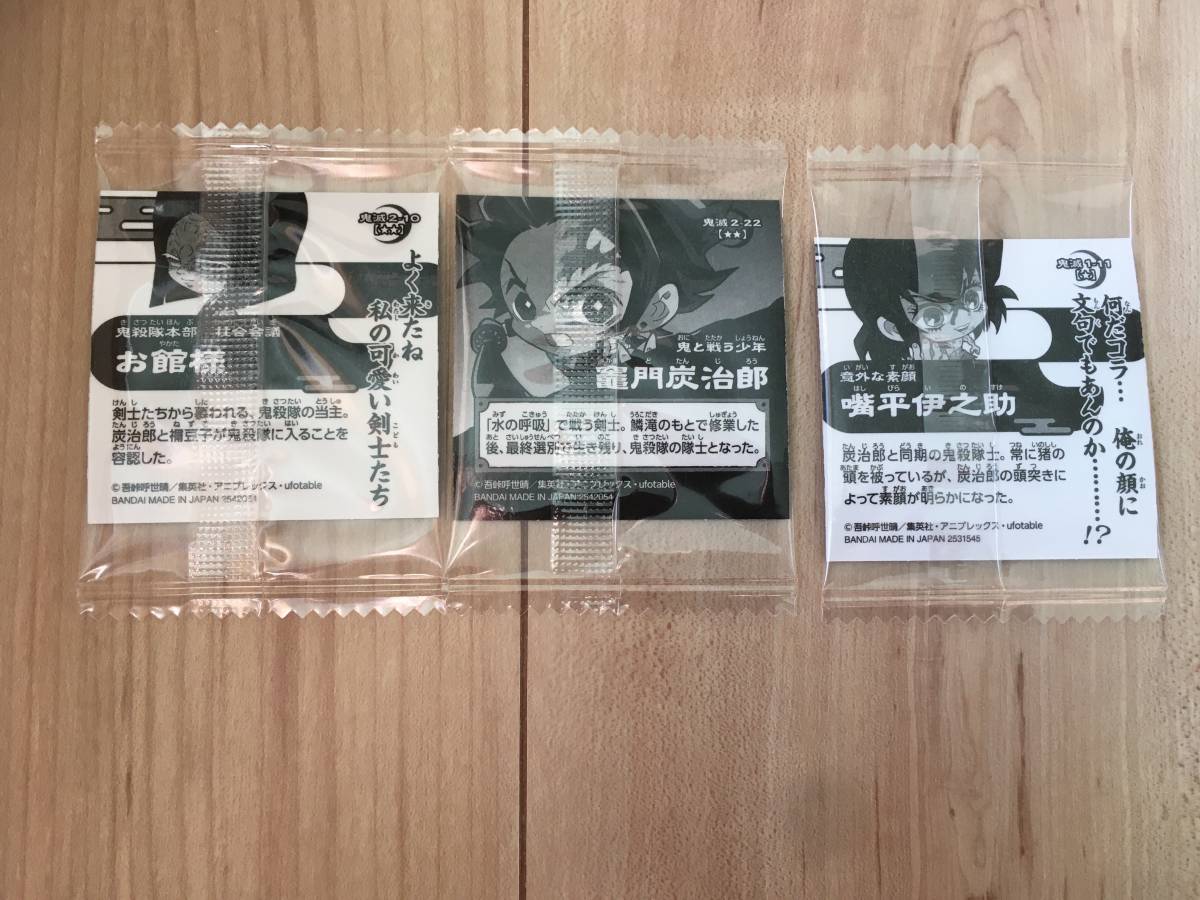 鬼滅 2-10
【★★】
よく来たね
私の可愛い剣士たち
鬼殺隊本部 柱合会議
お館様
剣士たちから慕われる、鬼殺隊の当主。
炭治郎と禰豆子が鬼殺隊に入ることを
容認した。
©吾峠呼世晴／集英社・アニプレックス・ufotable
BANDAI MADE IN JAPAN 2542054
鬼滅 2-22
【★★】
鬼と戦う少年
竈門炭治郎
「水の呼吸」で戦う剣士。鱗滝のもとで修業した
後、最終選別で生き残り、鬼殺隊の隊士となった。
©吾峠呼世晴／集英社・アニプレックス・ufotable
BANDAI MADE IN JAPAN 2542054
鬼滅 1-11
【★】
何だコラ… 俺の顔に
文句でもあんのか…………!?
意外な素顔
嘴平伊之助
炭治郎と同期の鬼殺隊士。常に猪の
頭を被っているが、炭治郎の頭突きに
よって素顔が明らかになった。
©吾峠呼世晴／集英社・アニプレックス・ufotable
BANDAI MADE IN JAPAN 2531545